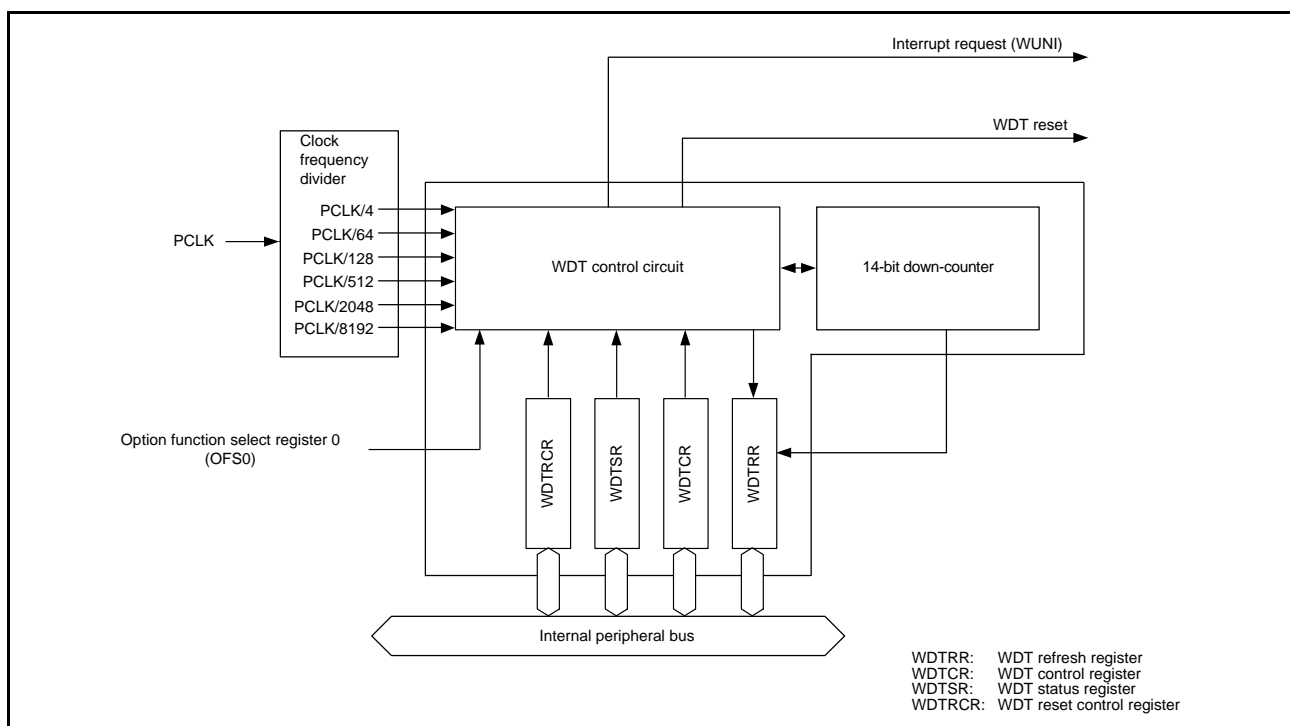 Interrupt request (WUNI)
WDT reset
Clock
frequency
divider
PCLK/4
PCLK/64
PCLK/128
PCLK/512
PCLK/2048
PCLK/8192
PCLK
WDT control circuit
14-bit down-counter
Option function select register 0
(OFS0)
WDTRCR
WDTSR
WDTCR
WDTRR
Internal peripheral bus
WDTRR: WDT refresh register
WDTCR: WDT control register
WDTSR: WDT status register
WDTRCR: WDT reset control register